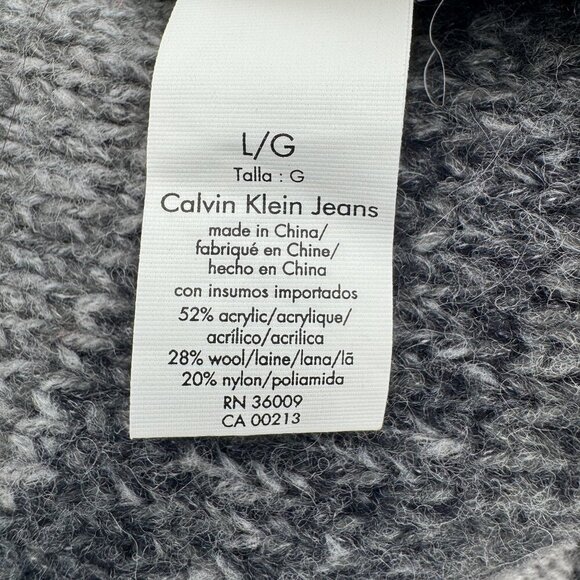 L/G
Talla : G
Calvin Klein Jeans
made in China/
fabriqué en Chine/
hecho en China
con insumos importados
52% acrylic/acrylique/
acrílico/acrilica
28% wool/laine/lana/lã
20% nylon/poliamida
RN 36009
CA 00213